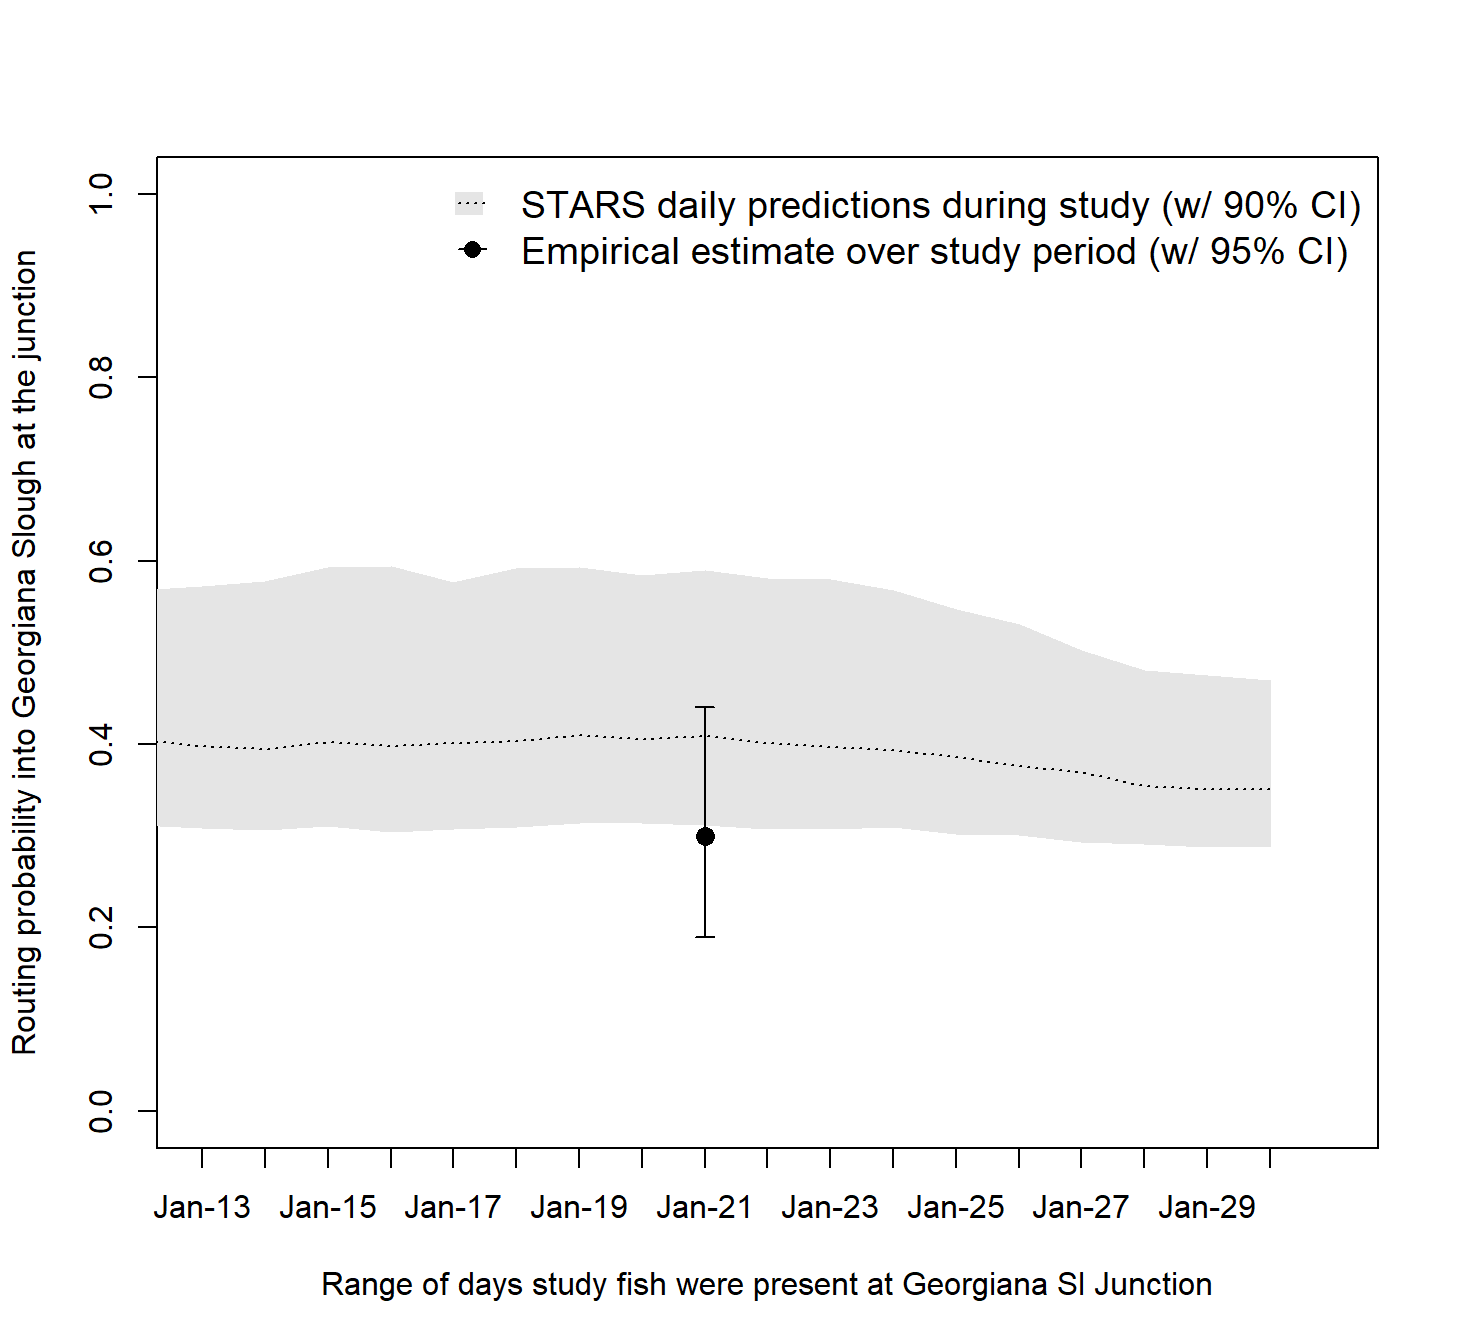 STARS daily predictions during study (w/ 90% CI)
Empirical estimate over study period (w/ 95% CI)
Routing probability into Georgiana Slough at the junction
1.0
0.8
0.6
0.4
0.2
0.0
Jan-13 Jan-15 Jan-17 Jan-19 Jan-21 Jan-23 Jan-25 Jan-27 Jan-29
Range of days study fish were present at Georgiana Sl Junction